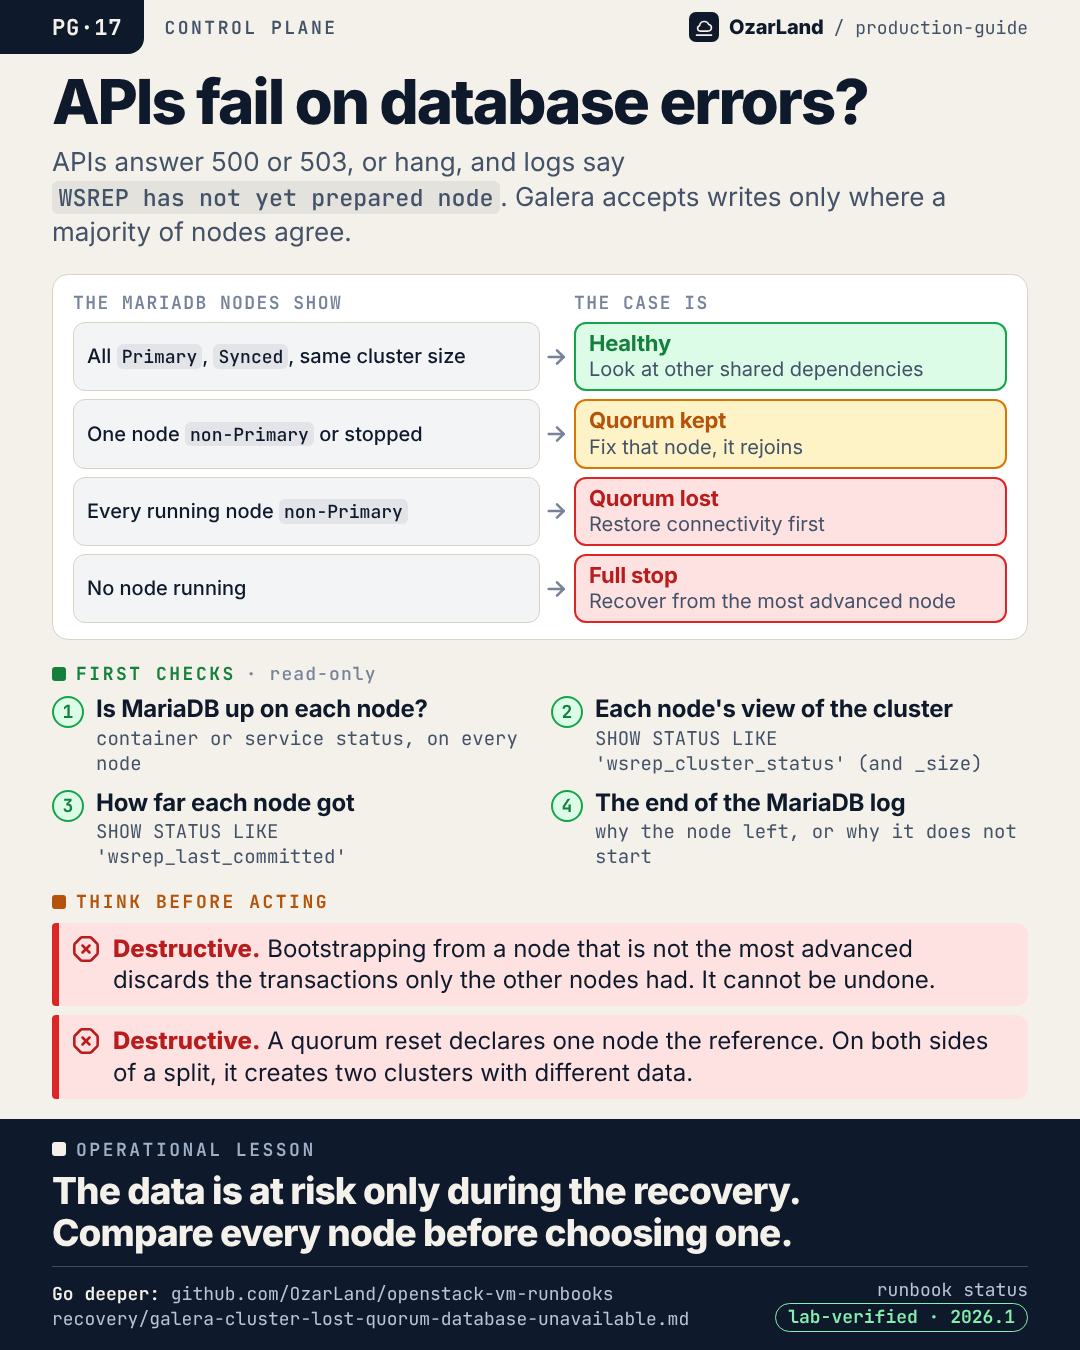 PG·17
CONTROL PLANE
OzarLand / production-guide
APIs fail on database errors?
APIs answer 500 or 503, or hang, and logs say
WSREP has not yet prepared node. Galera accepts writes only where a
majority of nodes agree.
THE MARIADB NODES SHOW
THE CASE IS
All Primary, Synced, same cluster size
→
Healthy
Look at other shared dependencies
One node non-Primary or stopped
→
Quorum kept
Fix that node, it rejoins
Every running node non-Primary
→
Quorum lost
Restore connectivity first
No node running
→
Full stop
Recover from the most advanced node
FIRST CHECKS · read-only
1
Is MariaDB up on each node?
container or service status, on every
node
2
Each node's view of the cluster
SHOW STATUS LIKE
'wsrep_cluster_status' (and _size)
3
How far each node got
SHOW STATUS LIKE
'wsrep_last_committed'
4
The end of the MariaDB log
why the node left, or why it does not
start
THINK BEFORE ACTING
Destructive. Bootstrapping from a node that is not the most advanced
discards the transactions only the other nodes had. It cannot be undone.
Destructive. A quorum reset declares one node the reference. On both sides
of a split, it creates two clusters with different data.
OPERATIONAL LESSON
The data is at risk only during the recovery.
Compare every node before choosing one.
Go deeper: github.com/OzarLand/openstack-vm-runbooks
recovery/galera-cluster-lost-quorum-database-unavailable.md
runbook status
lab-verified · 2026.1